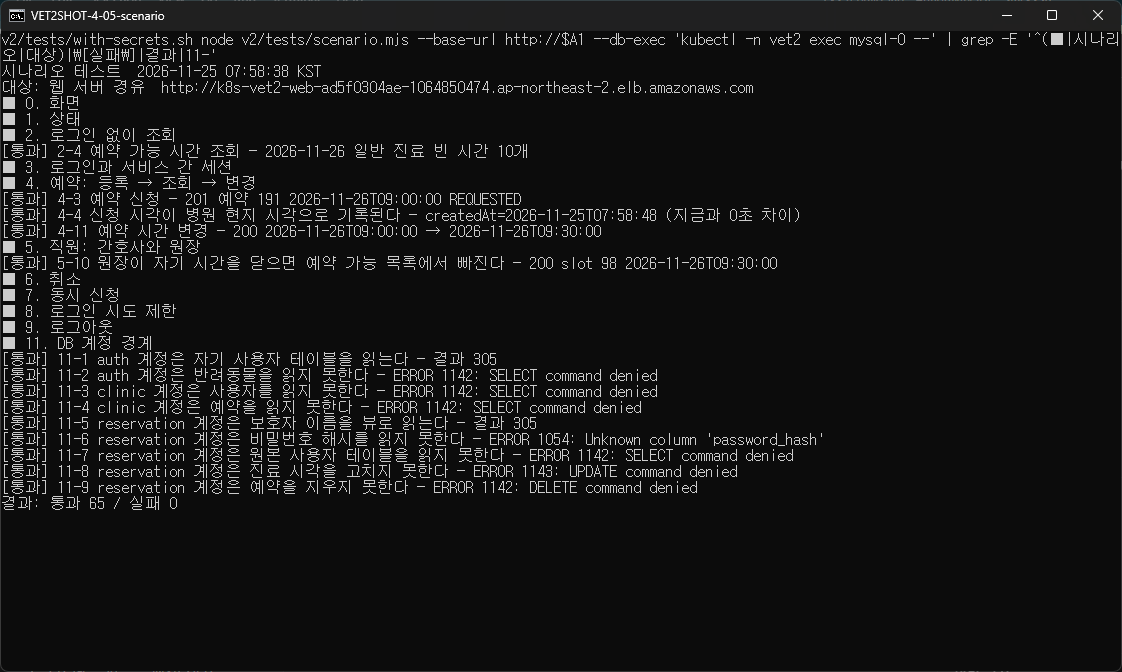 VET2SHOT-4-05-scenario
v2/tests/with-secrets.sh node v2/tests/scenario.mjs --base-url http://$A1 --db-exec 'kubectl -n vet2 exec mysql-0 --' | grep -E '^(■|시나리
오|대상)|₩[실패₩]|결과|11-'
시나리오 테스트  2026-11-25 07:58:38 KST
대상: 웹 서버 경유  http://k8s-vet2-web-ad5f0304ae-1064850474.ap-northeast-2.elb.amazonaws.com
■ 0. 화면
■ 1. 상태
■ 2. 로그인 없이 조회
[통과] 2-4 예약 가능 시간 조회 - 2026-11-26 일반 진료 빈 시간 10개
■ 3. 로그인과 서비스 간 세션
■ 4. 예약: 등록 → 조회 → 변경
[통과] 4-3 예약 신청 - 201 예약 191 2026-11-26T09:00:00 REQUESTED
[통과] 4-4 신청 시각이 병원 현지 시각으로 기록된다 - createdAt=2026-11-25T07:58:48 (지금과 0초 차이)
[통과] 4-11 예약 시간 변경 - 200 2026-11-26T09:00:00 → 2026-11-26T09:30:00
■ 5. 직원: 간호사와 원장
[통과] 5-10 원장이 자기 시간을 닫으면 예약 가능 목록에서 빠진다 - 200 slot 98 2026-11-26T09:30:00
■ 6. 취소
■ 7. 동시 신청
■ 8. 로그인 시도 제한
■ 9. 로그아웃
■ 11. DB 계정 경계
[통과] 11-1 auth 계정은 자기 사용자 테이블을 읽는다 - 결과 305
[통과] 11-2 auth 계정은 반려동물을 읽지 못한다 - ERROR 1142: SELECT command denied
[통과] 11-3 clinic 계정은 사용자를 읽지 못한다 - ERROR 1142: SELECT command denied
[통과] 11-4 clinic 계정은 예약을 읽지 못한다 - ERROR 1142: SELECT command denied
[통과] 11-5 reservation 계정은 보호자 이름을 뷰로 읽는다 - 결과 305
[통과] 11-6 reservation 계정은 비밀번호 해시를 읽지 못한다 - ERROR 1054: Unknown column 'password_hash'
[통과] 11-7 reservation 계정은 원본 사용자 테이블을 읽지 못한다 - ERROR 1142: SELECT command denied
[통과] 11-8 reservation 계정은 진료 시각을 고치지 못한다 - ERROR 1143: UPDATE command denied
[통과] 11-9 reservation 계정은 예약을 지우지 못한다 - ERROR 1142: DELETE command denied
결과: 통과 65 / 실패 0